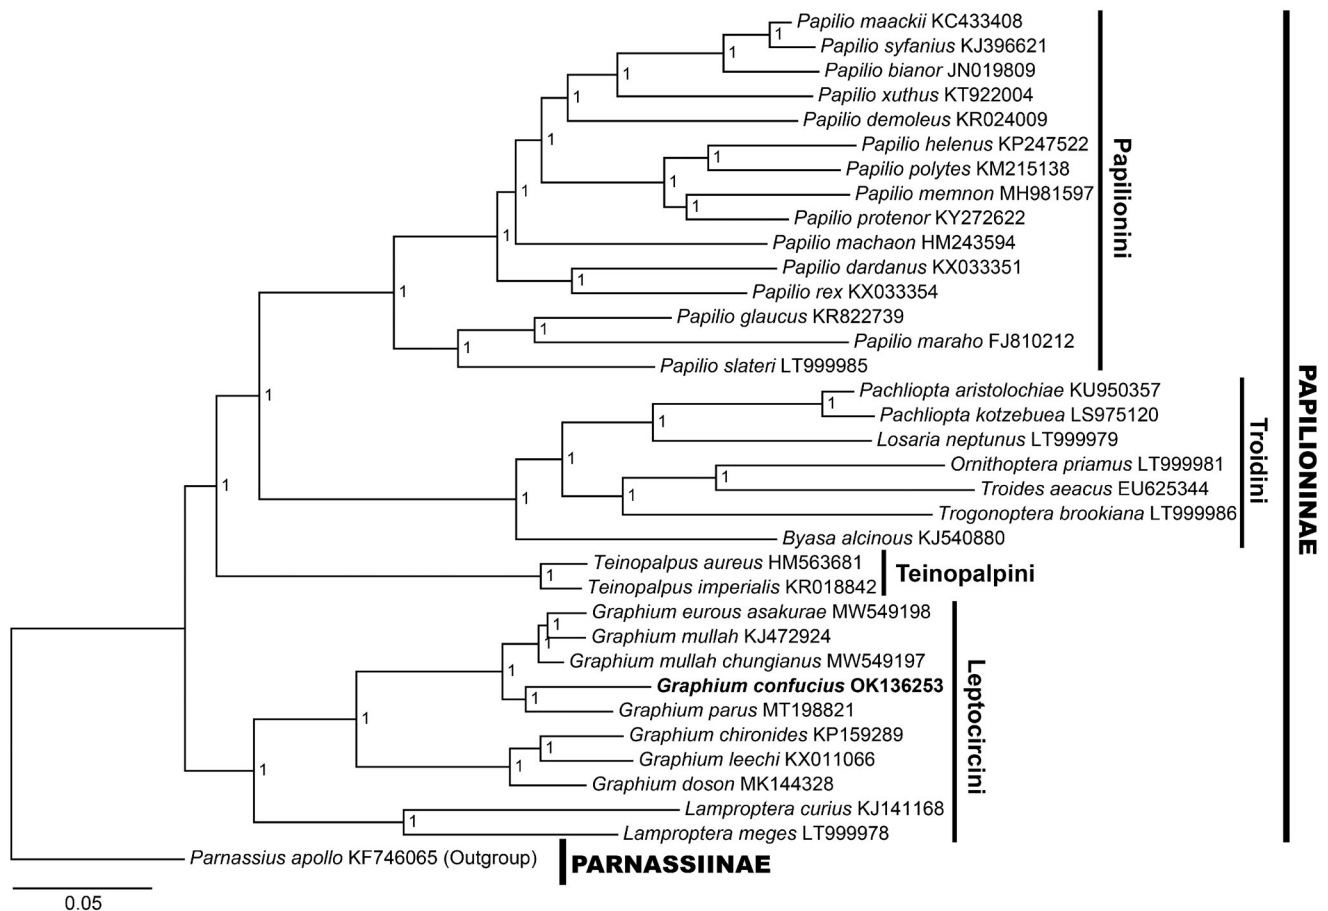 Papilio maackii KC433408
1
Papilio syfanius KJ396621
1
Papilio bianor JN019809
1
Papilio xuthus KT922004
1
Papilio demoleus KR024009
1
Papilio helenus KP247522
1
Papilio polytes KM215138
1
Papilio memnon MH981597
1
Papilio protenor KY272622
1
Papilio machaon HM243594
1
Papilio dardanus KX033351
1
Papilio rex KX033354
1
Papilio glaucus KR822739
1
Papilio maraho FJ810212
1
Papilio slateri LT999985
Papilionini
Pachliopta aristolochiae KU950357
1
Pachliopta kotzebuea LS975120
1
Losaria neptunus LT999979
1
Ornithoptera priamus LT999981
1
Troides aeacus EU625344
1
Trogonoptera brookiana LT999986
1
Byasa alcinous KJ540880
Troidini
1
1
Teinopalpus aureus HM563681
1
Teinopalpus imperialis KR018842
Teinopalpini
Graphium eurous asakurae MW549198
1
Graphium mullah KJ472924
1
Graphium mullah chungianus MW549197
1
Graphium confucius OK136253
1
Graphium parus MT198821
1
Graphium chironides KP159289
1
Graphium leechi KX011066
1
Graphium doson MK144328
1
Lamproptera curius KJ141168
1
Lamproptera meges LT999978
Leptocircini
PAPILIONINAE
Parnassius apollo KF746065 (Outgroup)
PARNASSIINAE
0.05